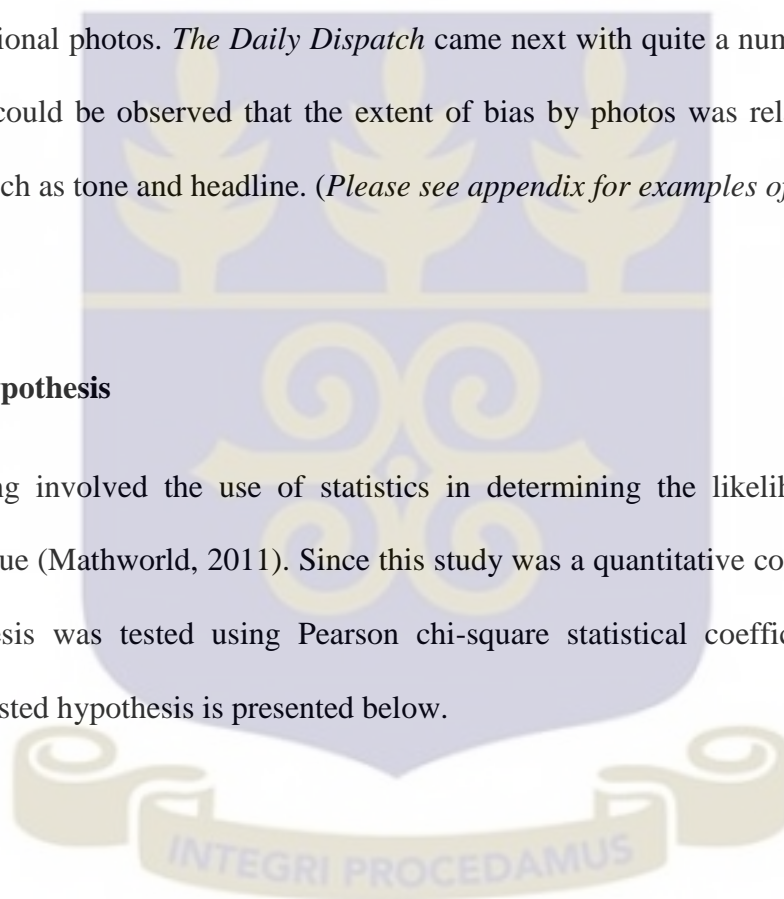 ional photos. The Daily Dispatch came next with quite a num
could be observed that the extent of bias by photos was rel
ch as tone and headline. (Please see appendix for examples of
pothesis
ng involved the use of statistics in determining the likelih
ue (Mathworld, 2011). Since this study was a quantitative co
esis was tested using Pearson chi-square statistical coeffic
sted hypothesis is presented below.
INTEGRI PROCEDAMUS